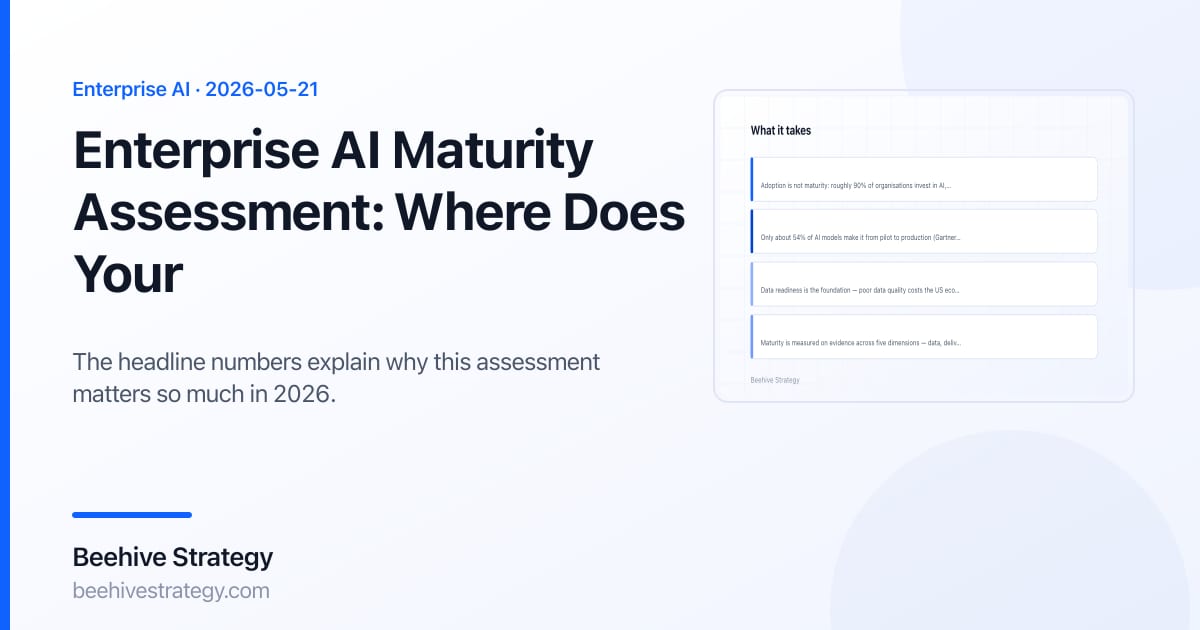 Enterprise AI · 2026-05-21
Enterprise AI Maturity
Assessment: Where Does
Your
The headline numbers explain why this assessment
matters so much in 2026.
Beehive Strategy
beehivestrategy.com
What it takes
Adoption is not maturity: roughly 90% of organisations invest in AI,...
Only about 54% of AI models make it from pilot to production (Gartner...
Data readiness is the foundation — poor data quality costs the US eco...
Maturity is measured on evidence across five dimensions — data, deliv...
Beehive Strategy